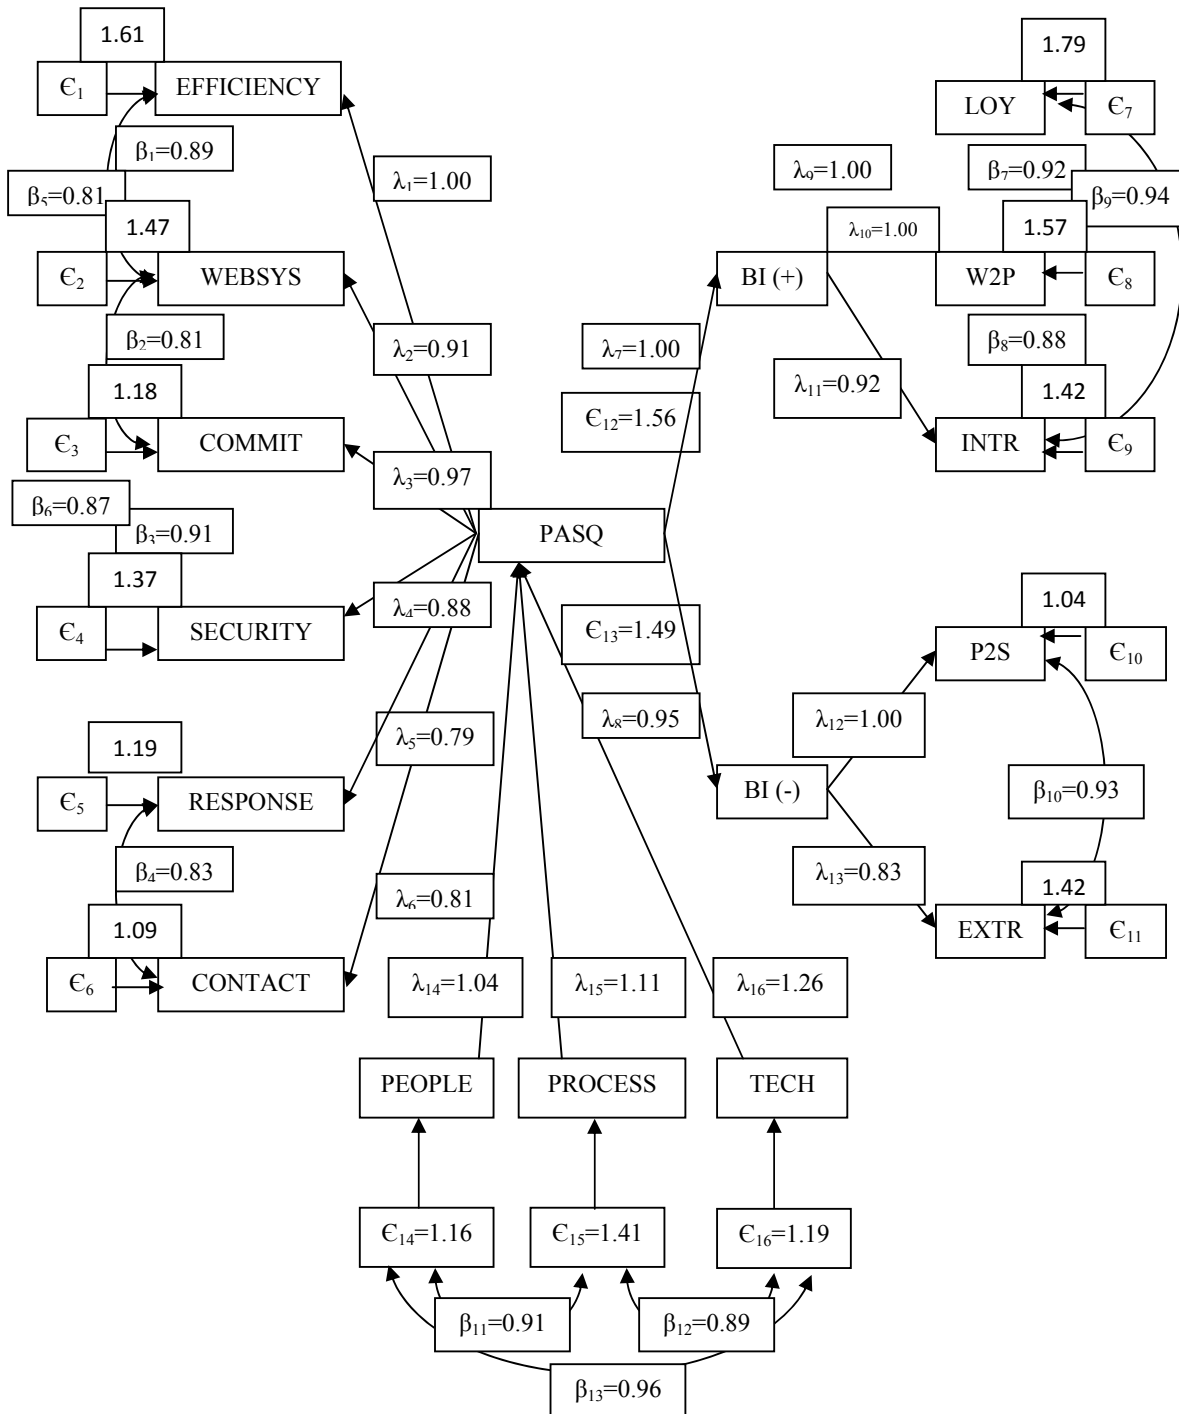 1.61
1.79
Є1
EFFICIENCY
LOY
Є7
β1=0.89
λ1=1.00
λ9=1.00
β7=0.92
β5=0.81
β9=0.94
1.47
λ10=1.00
1.57
Є2
WEBSYS
BI (+)
W2P
Є8
β2=0.81
λ2=0.91
λ7=1.00
β8=0.88
1.18
λ11=0.92
1.42
Є12=1.56
Є3
COMMIT
INTR
Є9
λ3=0.97
β6=0.87
β3=0.91
PASQ
1.37
λ4=0.88
1.04
Є4
SECURITY
Є13=1.49
P2S
Є10
λ5=0.79
λ8=0.95
λ12=1.00
1.19
Є5
RESPONSE
BI (-)
β10=0.93
β4=0.83
λ6=0.81
λ13=0.83
1.42
1.09
EXTR
Є11
Є6
CONTACT
λ14=1.04
λ15=1.11
λ16=1.26
PEOPLE
PROCESS
TECH
Є14=1.16
Є15=1.41
Є16=1.19
β11=0.91
β12=0.89
β13=0.96